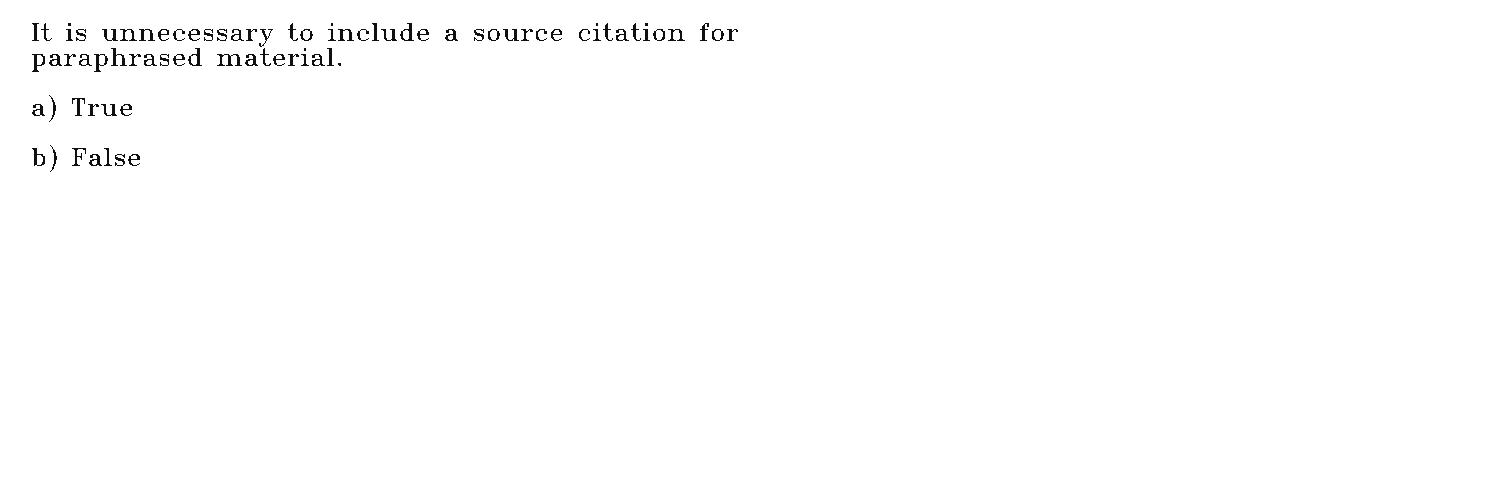 It is unnecessary to include a source citation for
paraphrased material.
a) True
b) False